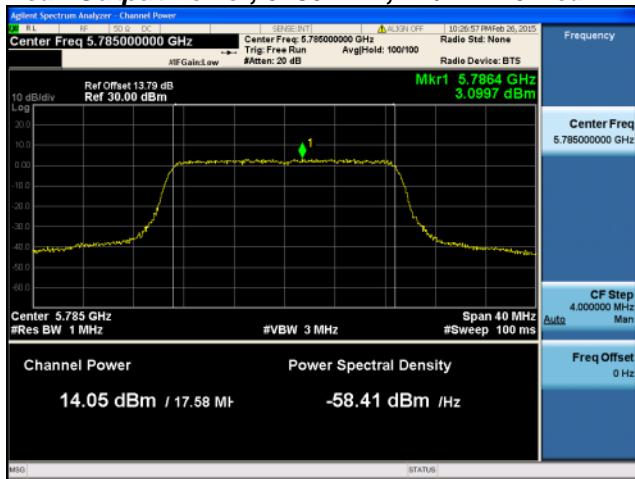 Agilent Spectrum Analyzer - Channel Power
RL RF 50 Ω DC SENSE:INT ALIGN OFF 10:26:57 PM Feb 26, 2015
Center Freq 5.785000000 GHz
Center Freq: 5.785000000 GHz
Radio Std: None
Trig: Free Run Avg|Hold: 100/100
#IFGain:Low #Atten: 20 dB Radio Device: BTS
Frequency
Mkr1 5.7864 GHz
3.0997 dBm
Ref Offset 13.79 dB
10 dB/div Ref 30.00 dBm
Log
20.0
10.0
0.00
-10.0
-20.0
-30.0
-40.0
-50.0
-60.0
1
Center 5.785 GHz Span 40 MHz
#Res BW 1 MHz #VBW 3 MHz #Sweep 100 ms
Center Freq
5.785000000 GHz
CF Step
4.000000 MHz
Auto Man
Freq Offset
0 Hz
Channel Power Power Spectral Density
14.05 dBm / 17.58 MH -58.41 dBm /Hz
MSG STATUS